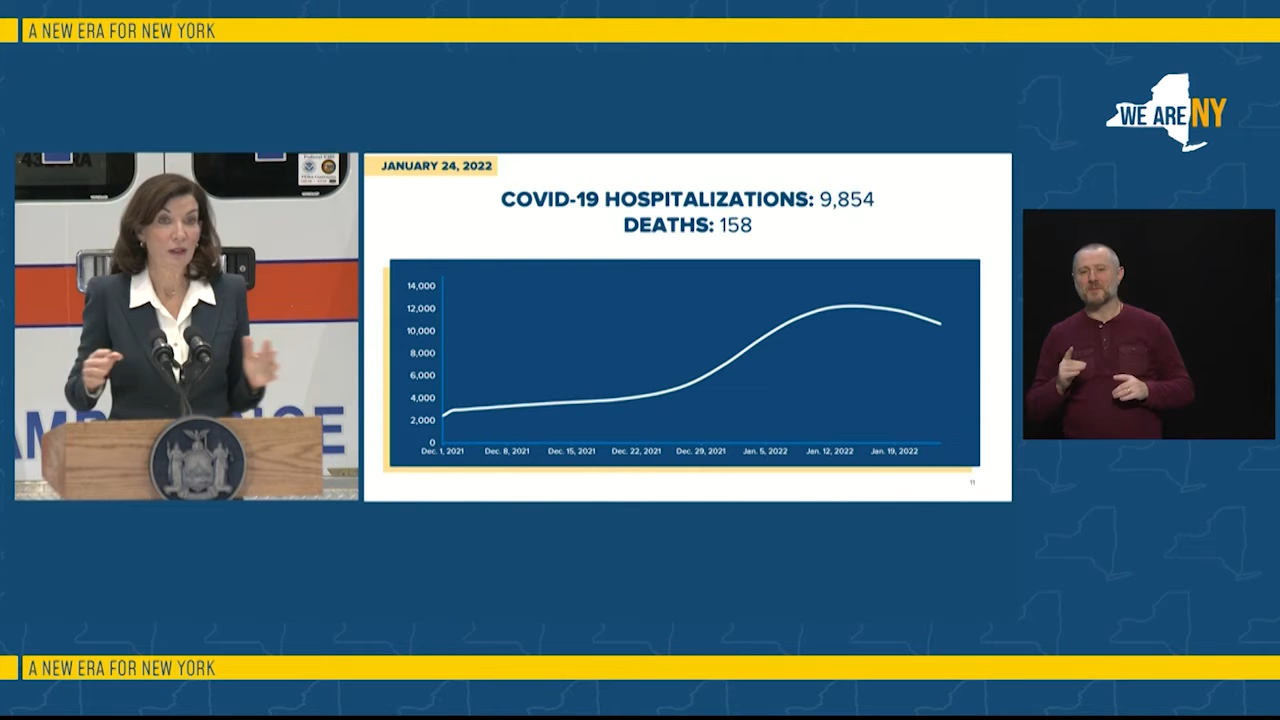 A NEW ERA FOR NEW YORK
WE ARE NY
JANUARY 24, 2022
COVID-19 HOSPITALIZATIONS: 9,854
DEATHS: 158
14,000
12,000
10,000
8,000
6,000
4,000
2,000
0
Dec. 1, 2021 Dec. 8, 2021 Dec. 15, 2021 Dec. 22, 2021 Dec. 29, 2021 Jan. 5, 2022 Jan. 12, 2022 Jan. 19, 2022
11
A NEW ERA FOR NEW YORK